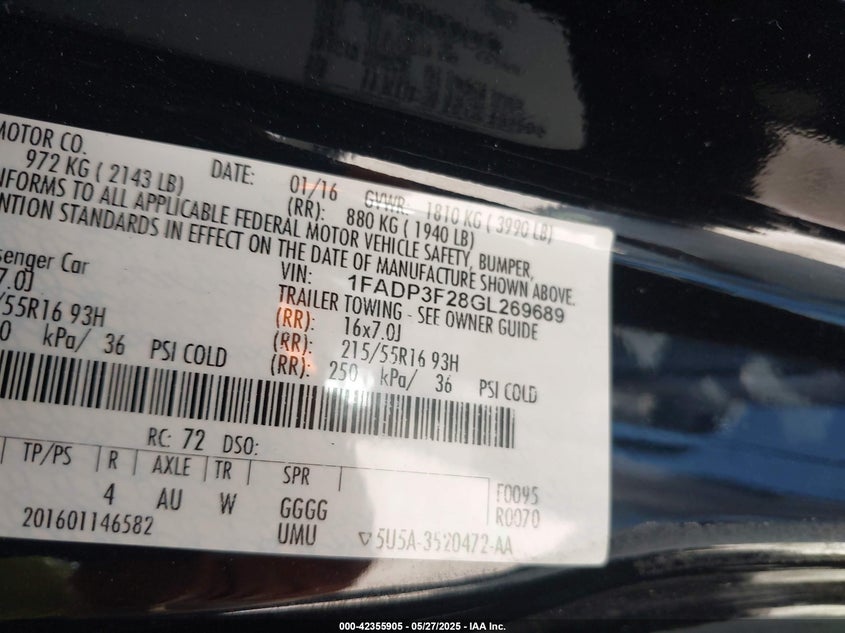 MOTOR CO.
DATE: 01/16 GVWR: 1810 KG ( 3990 LB)
972 KG ( 2143 LB) (RR): 880 KG ( 1940 LB)
TO ALL APPLICABLE FEDERAL MOTOR VEHICLE SAFETY, BUMPER,
STANDARDS IN EFFECT ON THE DATE OF MANUFACTURE SHOWN ABOVE.
VIN: 1FADP3F28GL269689
Car TRAILER TOWING - SEE OWNER GUIDE
7.0J (RR): 16x7.0J
/55R16 93H (RR): 215/55R16 93H
0 kPa/ 36 PSI COLD (RR): 250 kPa/ 36 PSI COLD
RC: 72 DSO:
TP/PS R AXLE TR SPR
4 AU W GGGG F0095
201601146582 UMU R0070
5U5A-3520472-AA
000-42355905 - 05/27/2025 - IAA Inc.